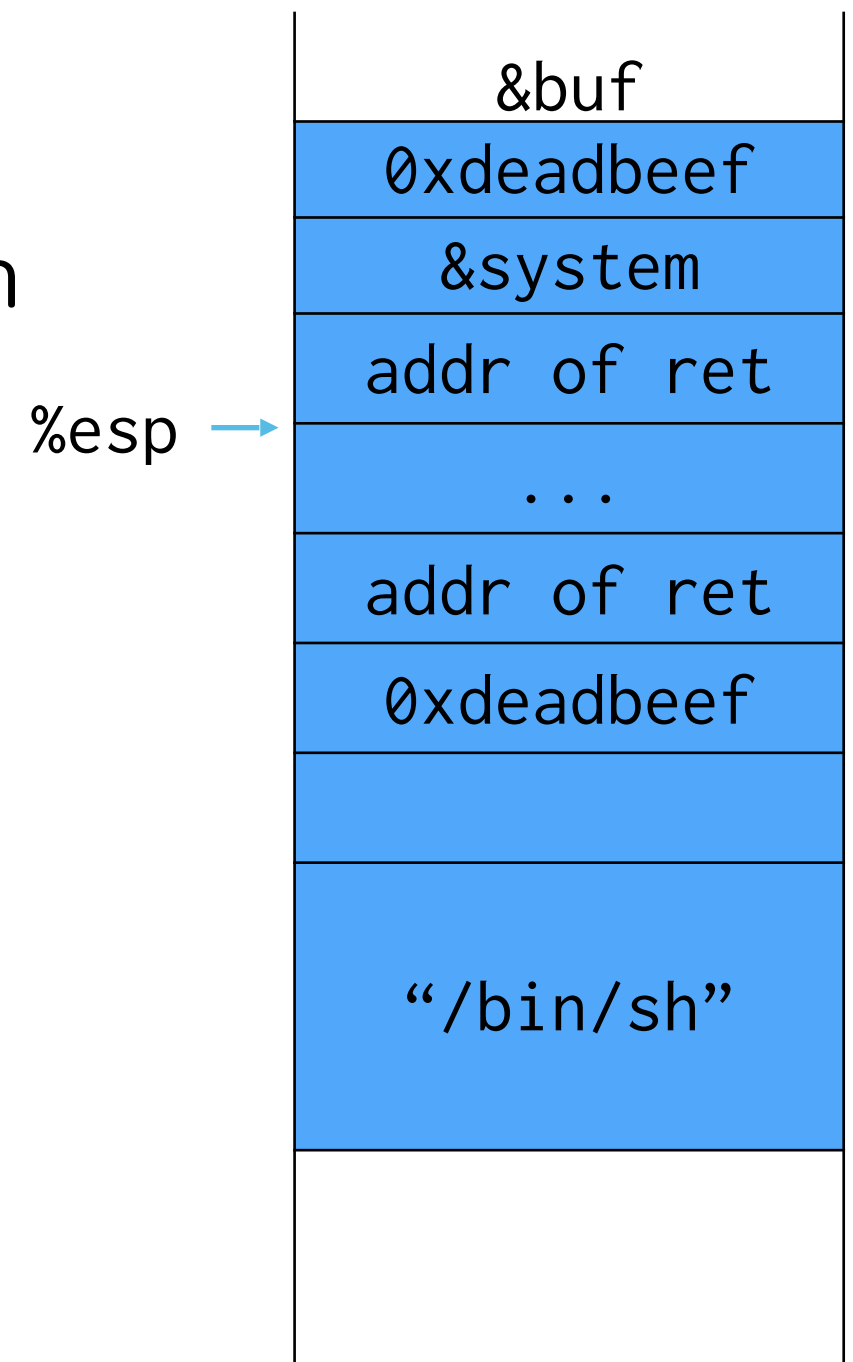 &buf
0xdeadbeef
n
&system
addr of ret
%esp
...
addr of ret
0xdeadbeef
“/bin/sh”